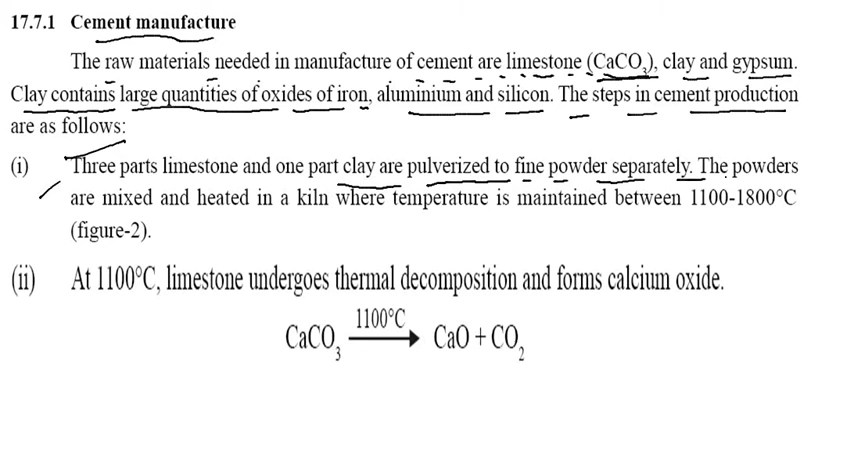 17.7.1 Cement manufacture
The raw materials needed in manufacture of cement are limestone (CaCO₃), clay and gypsum.
Clay contains large quantities of oxides of iron, aluminium and silicon. The steps in cement production
are as follows:
(i) Three parts limestone and one part clay are pulverized to fine powder separately. The powders
are mixed and heated in a kiln where temperature is maintained between 1100-1800°C
(figure-2).
(ii) At 1100°C, limestone undergoes thermal decomposition and forms calcium oxide.
1100°C
CaCO₃ ⟶ CaO + CO₂